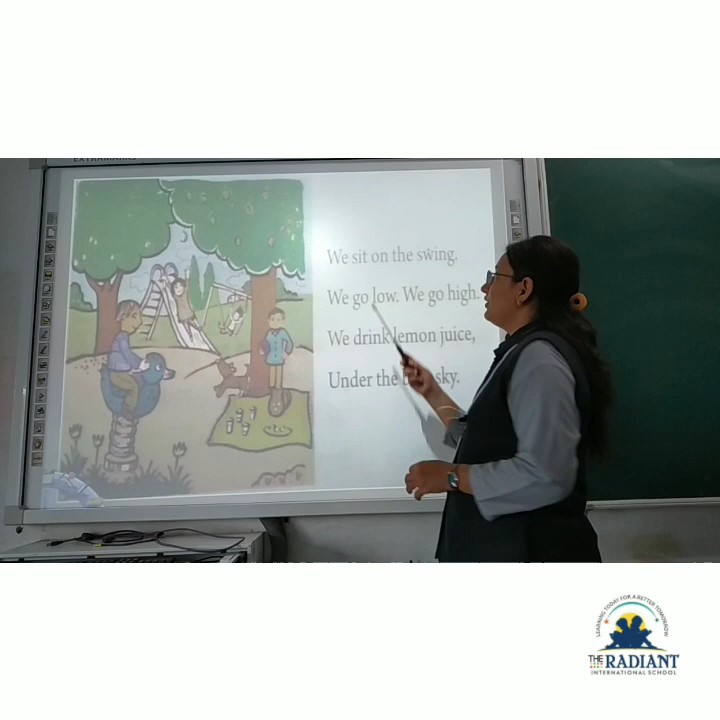 EXTRAMARKS
We sit on the swing.
We go low. We go high.
We drink lemon juice,
Under the sky.
LEARNING TODAY FOR A BETTER TOMORROW
THE RADIANT
INTERNATIONAL SCHOOL